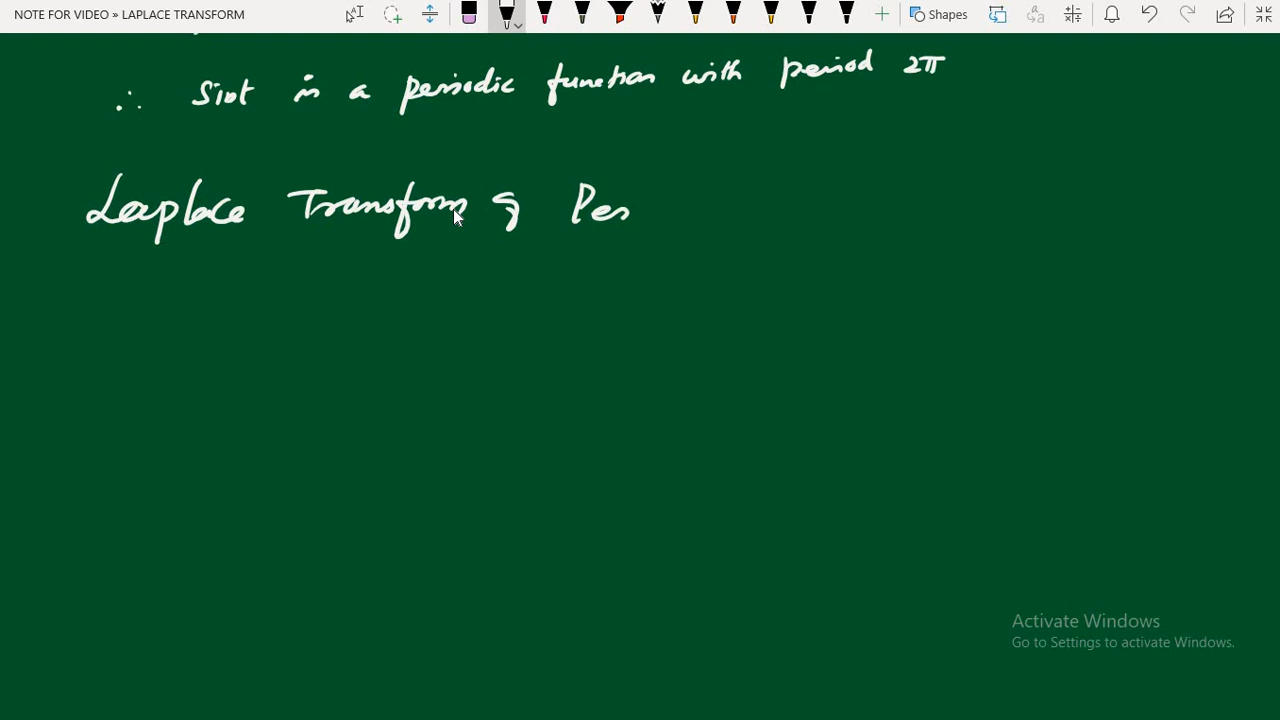 NOTE FOR VIDEO » LAPLACE TRANSFORM
Shapes
∴ Sint is a periodic function with period 2π
Laplace Transform of Per
Activate Windows
Go to Settings to activate Windows.